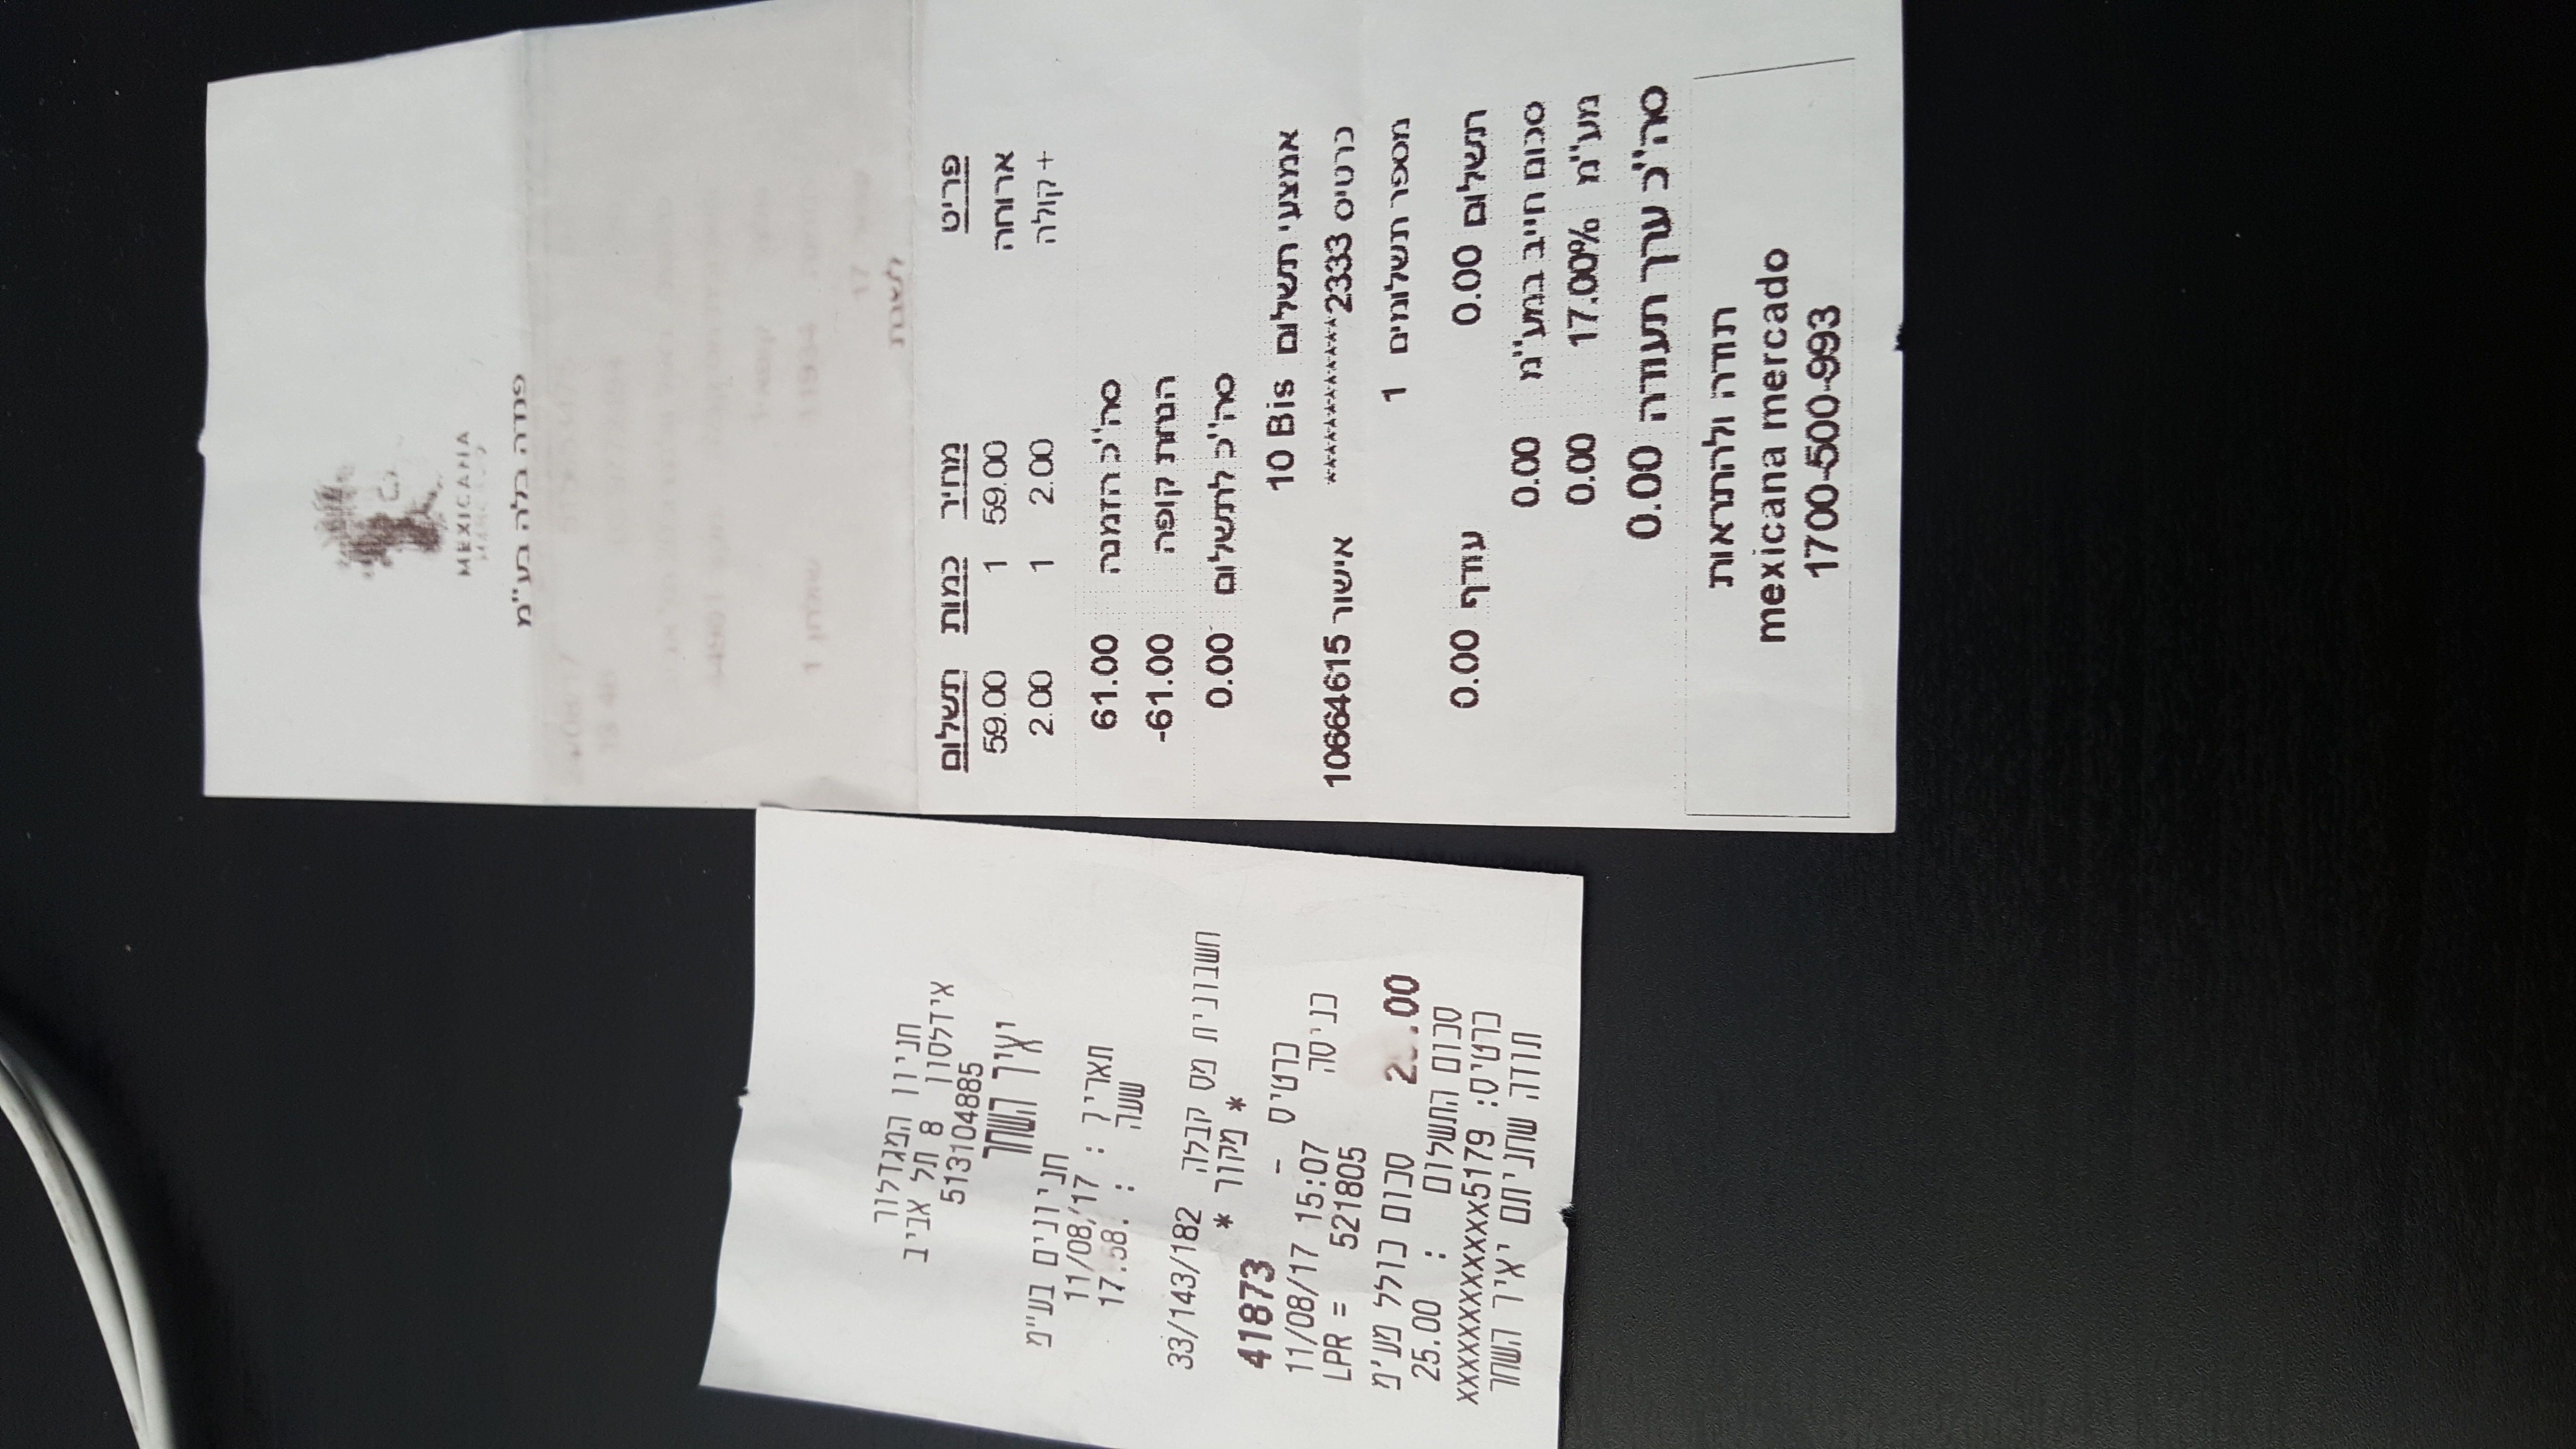 חניון המגדלור
אידלסון 8 תל אביב
513104885
יאיר השחר
חניונים בע"מ
תאריך : 11/08/'17
שעה : 17:58
חשבונית מס קבלה 33/143/182
* מקור *
כרטיס - 41873
כניסה 11/08/17 15:07
LPR = 521805
סכום כולל מע'מ .00
סכום התשלום : 25.00
כרטיס: xxxxxxxxxxxx5179
תודה שחניתם יאיר השחר
MEXICANA
פנדה בלה בע"מ
13:46
11934 שולחן 1
17
פריט מחיר כמות תשלום
ארוחה 59.00 1 59.00
+ קולה 2.00 1 2.00
סה"כ הזמנה 61.00
הנחת קופה -61.00
סה"כ לתשלום 0.00
אמצעי תשלום 10 Bis
כרטיס ************2333 אישור 10664615
מספר תשלומים 1
תשלום 0.00 עודף 0.00
סכום חייב במע"מ 0.00
מע"מ 17.00% 0.00
סה"כ ערך תעודה 0.00
תודה ולהתראות
mexicana mercado
1700-500-993